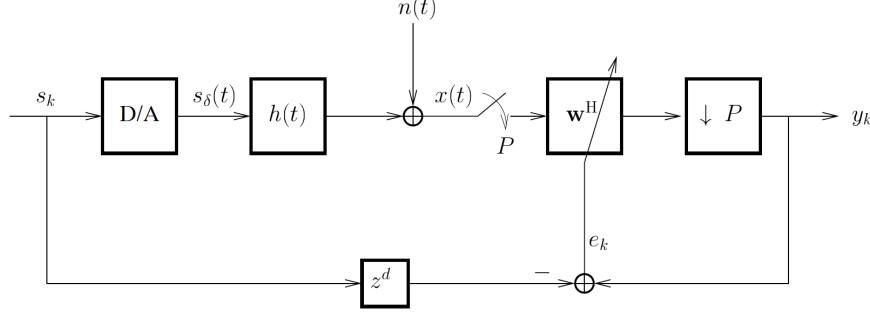 n(t)
s_k D/A s_δ(t) h(t) x(t) P w^H ↓ P y_k
e_k
z^d −